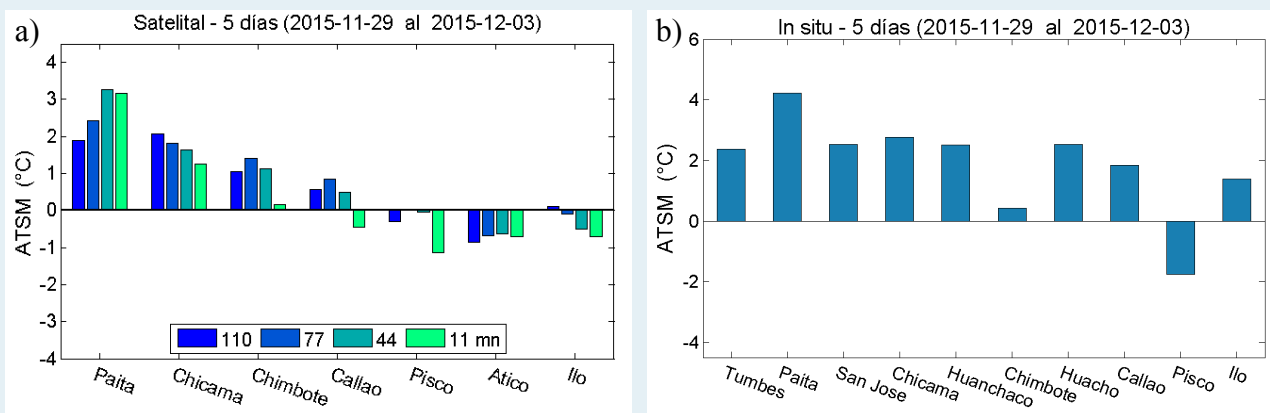 a)
Satelital - 5 días (2015-11-29 al 2015-12-03)
ATSM (°C)
4
3
2
1
0
-1
-2
-3
-4
110 77 44 11 mn
Paita Chicama Chimbote Callao Pisco Atico Ilo
b)
In situ - 5 días (2015-11-29 al 2015-12-03)
ATSM (°C)
6
4
2
0
-2
-4
Tumbes Paita San Jose Chicama Huanchaco Chimbote Huacho Callao Pisco Ilo